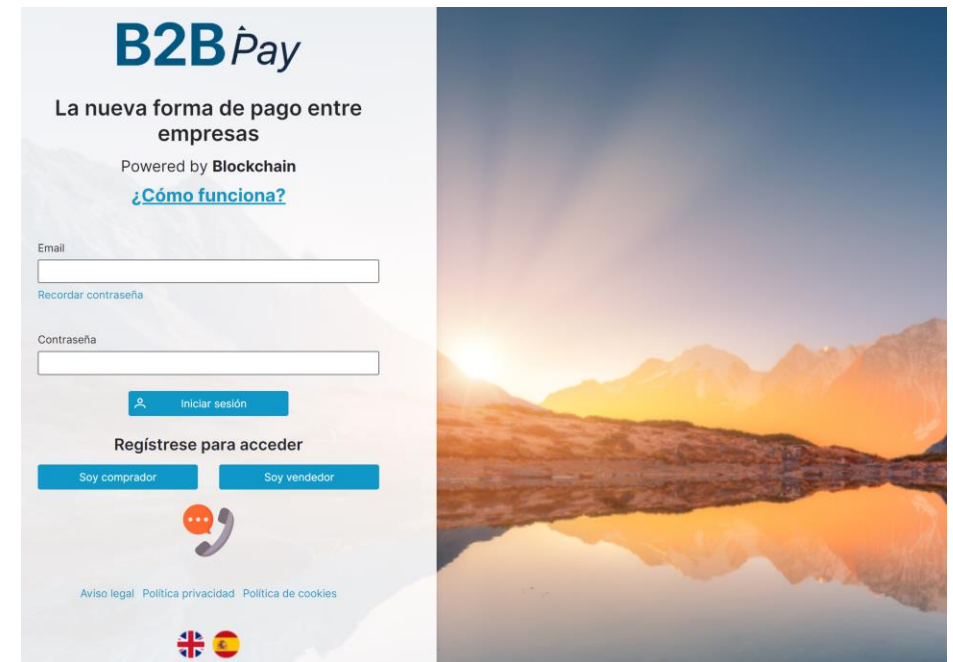 B2B Pay
La nueva forma de pago entre
empresas
Powered by Blockchain
¿Cómo funciona?
Email
Recordar contraseña
Contraseña
Iniciar sesión
Regístrese para acceder
Soy comprador Soy vendedor
Aviso legal Política privacidad Política de cookies